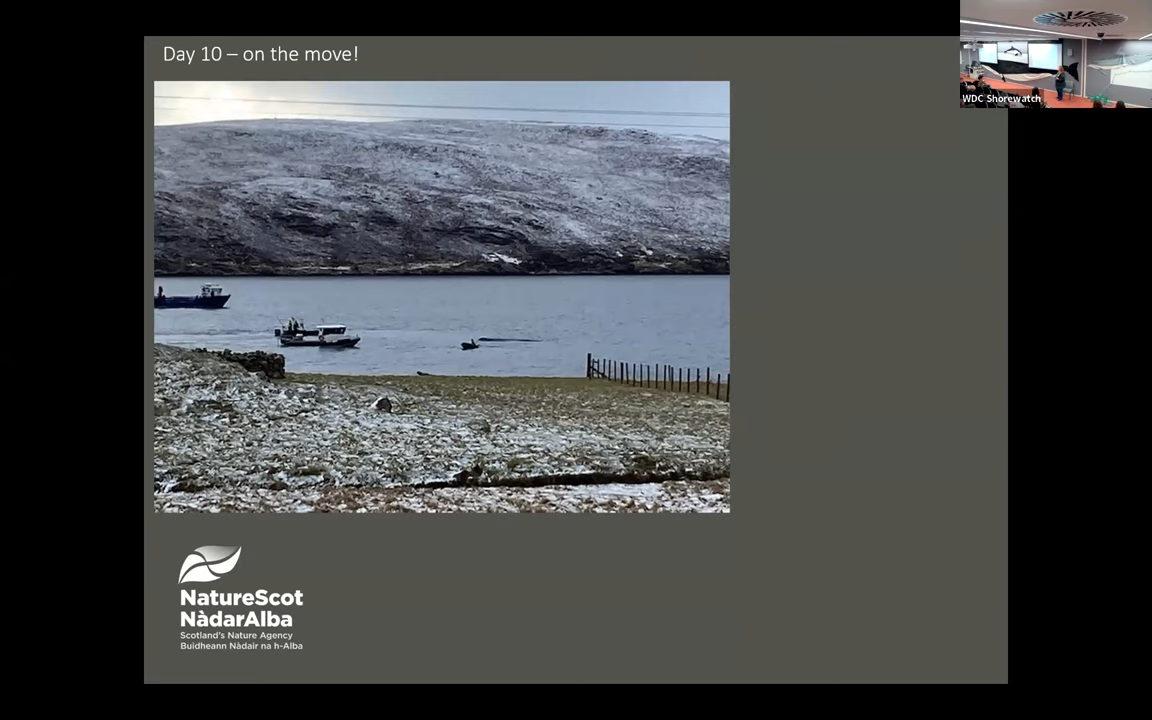 Day 10 – on the move!
WDC Shorewatch
NatureScot
NàdarAlba
Scotland's Nature Agency
Buidheann Nàdair na h-Alba